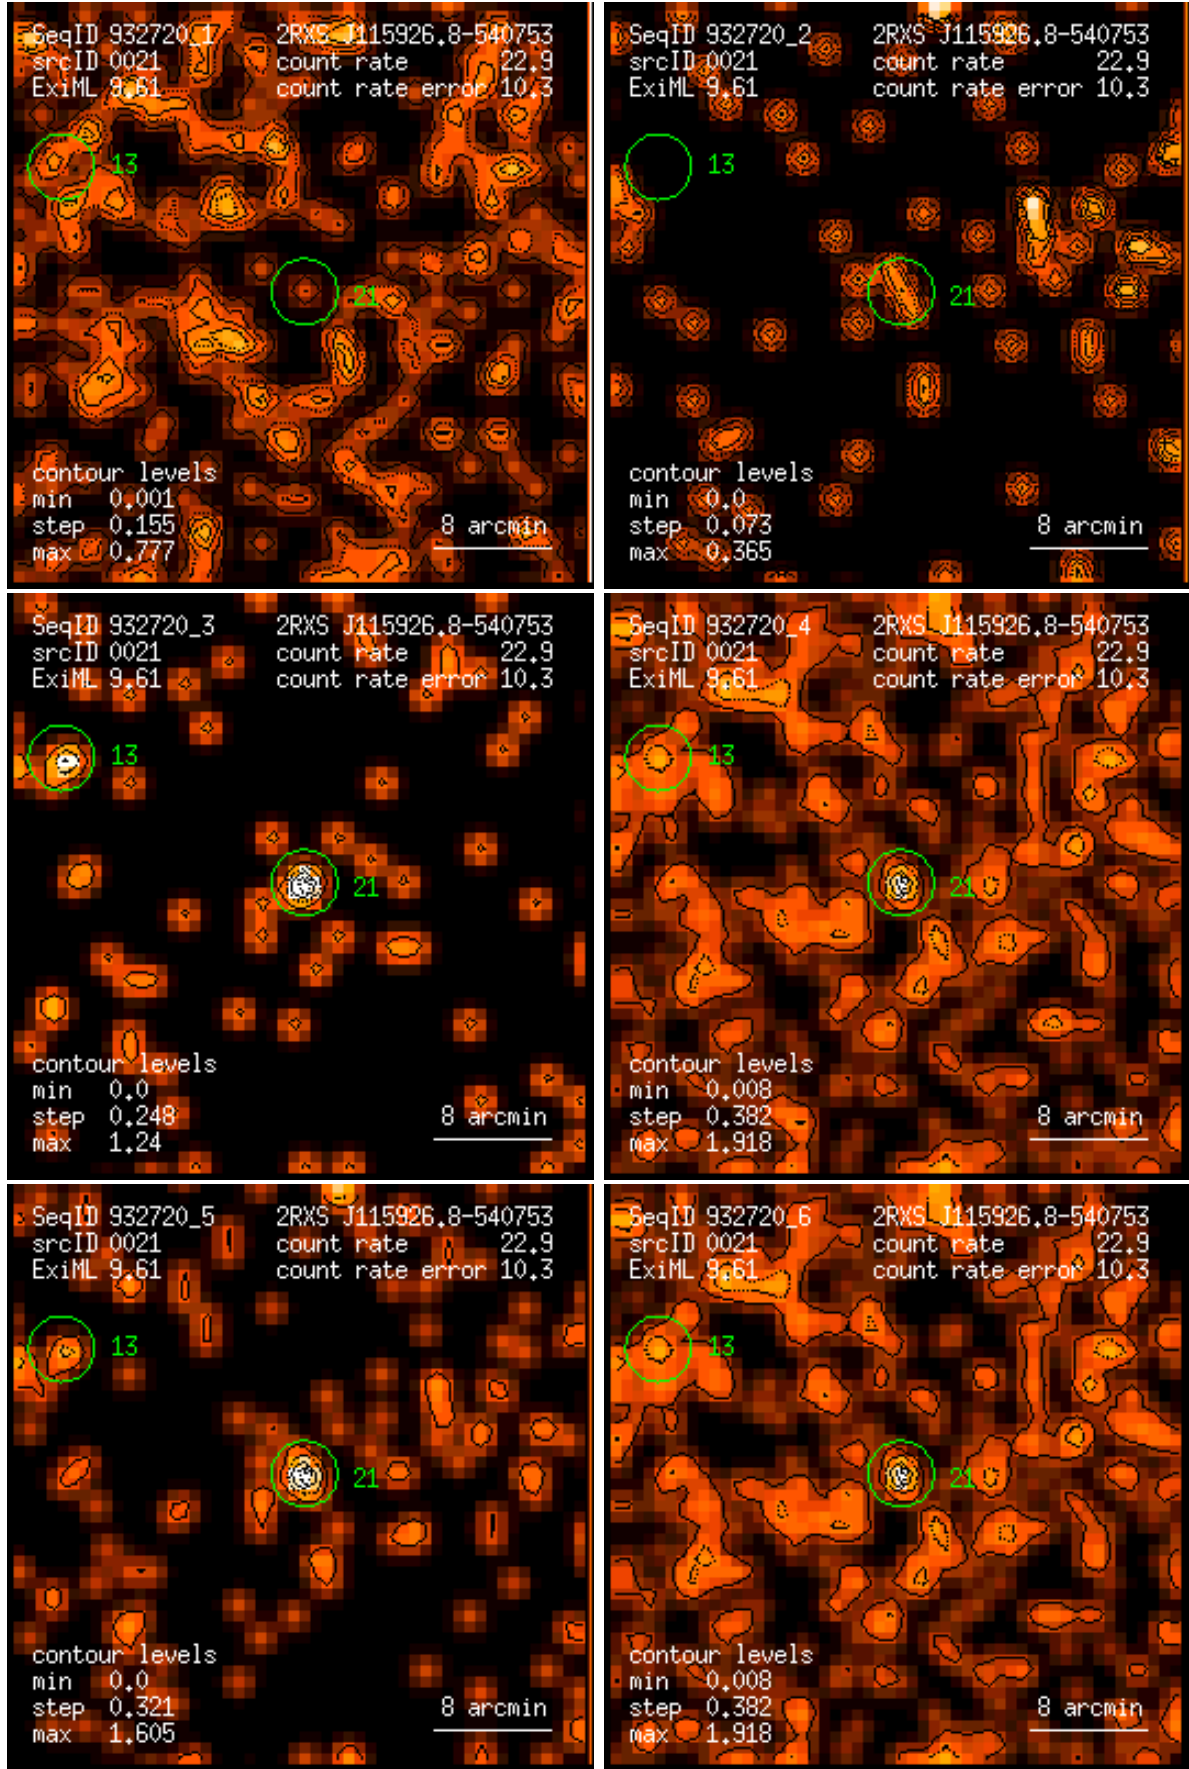 SeqID 932720_1 2RXS J115926.8-540753
srcID 0021 count rate 22.9
ExiML 9.61 count rate error 10.3
13
21
contour levels
min 0.001
step 0.155 8 arcmin
max 0.777
SeqID 932720_2 2RXS J115926.8-540753
srcID 0021 count rate 22.9
ExiML 9.61 count rate error 10.3
13
21
contour levels
min 0.0
step 0.073 8 arcmin
max 0.365
SeqID 932720_3 2RXS J115926.8-540753
srcID 0021 count rate 22.9
ExiML 9.61 count rate error 10.3
13
21
contour levels
min 0.0
step 0.248 8 arcmin
max 1.24
SeqID 932720_4 2RXS J115926.8-540753
srcID 0021 count rate 22.9
ExiML 9.61 count rate error 10.3
13
21
contour levels
min 0.008
step 0.382 8 arcmin
max 1.918
SeqID 932720_5 2RXS J115926.8-540753
srcID 0021 count rate 22.9
ExiML 9.61 count rate error 10.3
13
21
contour levels
min 0.0
step 0.321 8 arcmin
max 1.605
SeqID 932720_6 2RXS J115926.8-540753
srcID 0021 count rate 22.9
ExiML 9.61 count rate error 10.3
13
21
contour levels
min 0.008
step 0.382 8 arcmin
max 1.918